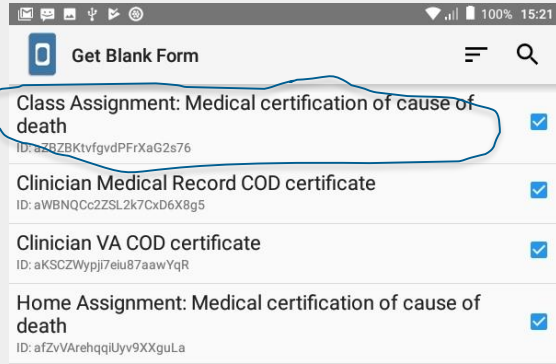 100% 15:21
Get Blank Form
Class Assignment: Medical certification of cause of
death
ID: aZBZBKtvfgvdPFrXaG2s76
Clinician Medical Record COD certificate
ID: aWBNQCc2ZSL2k7CxD6X8g5
Clinician VA COD certificate
ID: aKSCZWypji7eiu87aawYqR
Home Assignment: Medical certification of cause of
death
ID: afZvVArehqqiUyv9XXguLa